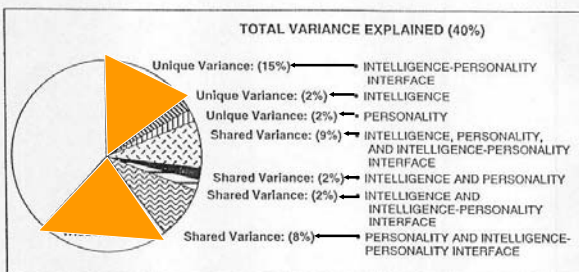 TOTAL VARIANCE EXPLAINED (40%)
Unique Variance: (15%) INTELLIGENCE-PERSONALITY
INTERFACE
Unique Variance: (2%) INTELLIGENCE
Unique Variance: (2%) PERSONALITY
Shared Variance: (9%) INTELLIGENCE, PERSONALITY,
AND INTELLIGENCE-PERSONALITY
INTERFACE
Shared Variance: (2%) INTELLIGENCE AND PERSONALITY
Shared Variance: (2%) INTELLIGENCE AND
INTELLIGENCE-PERSONALITY
INTERFACE
Shared Variance: (8%) PERSONALITY AND INTELLIGENCE-
PERSONALITY INTERFACE